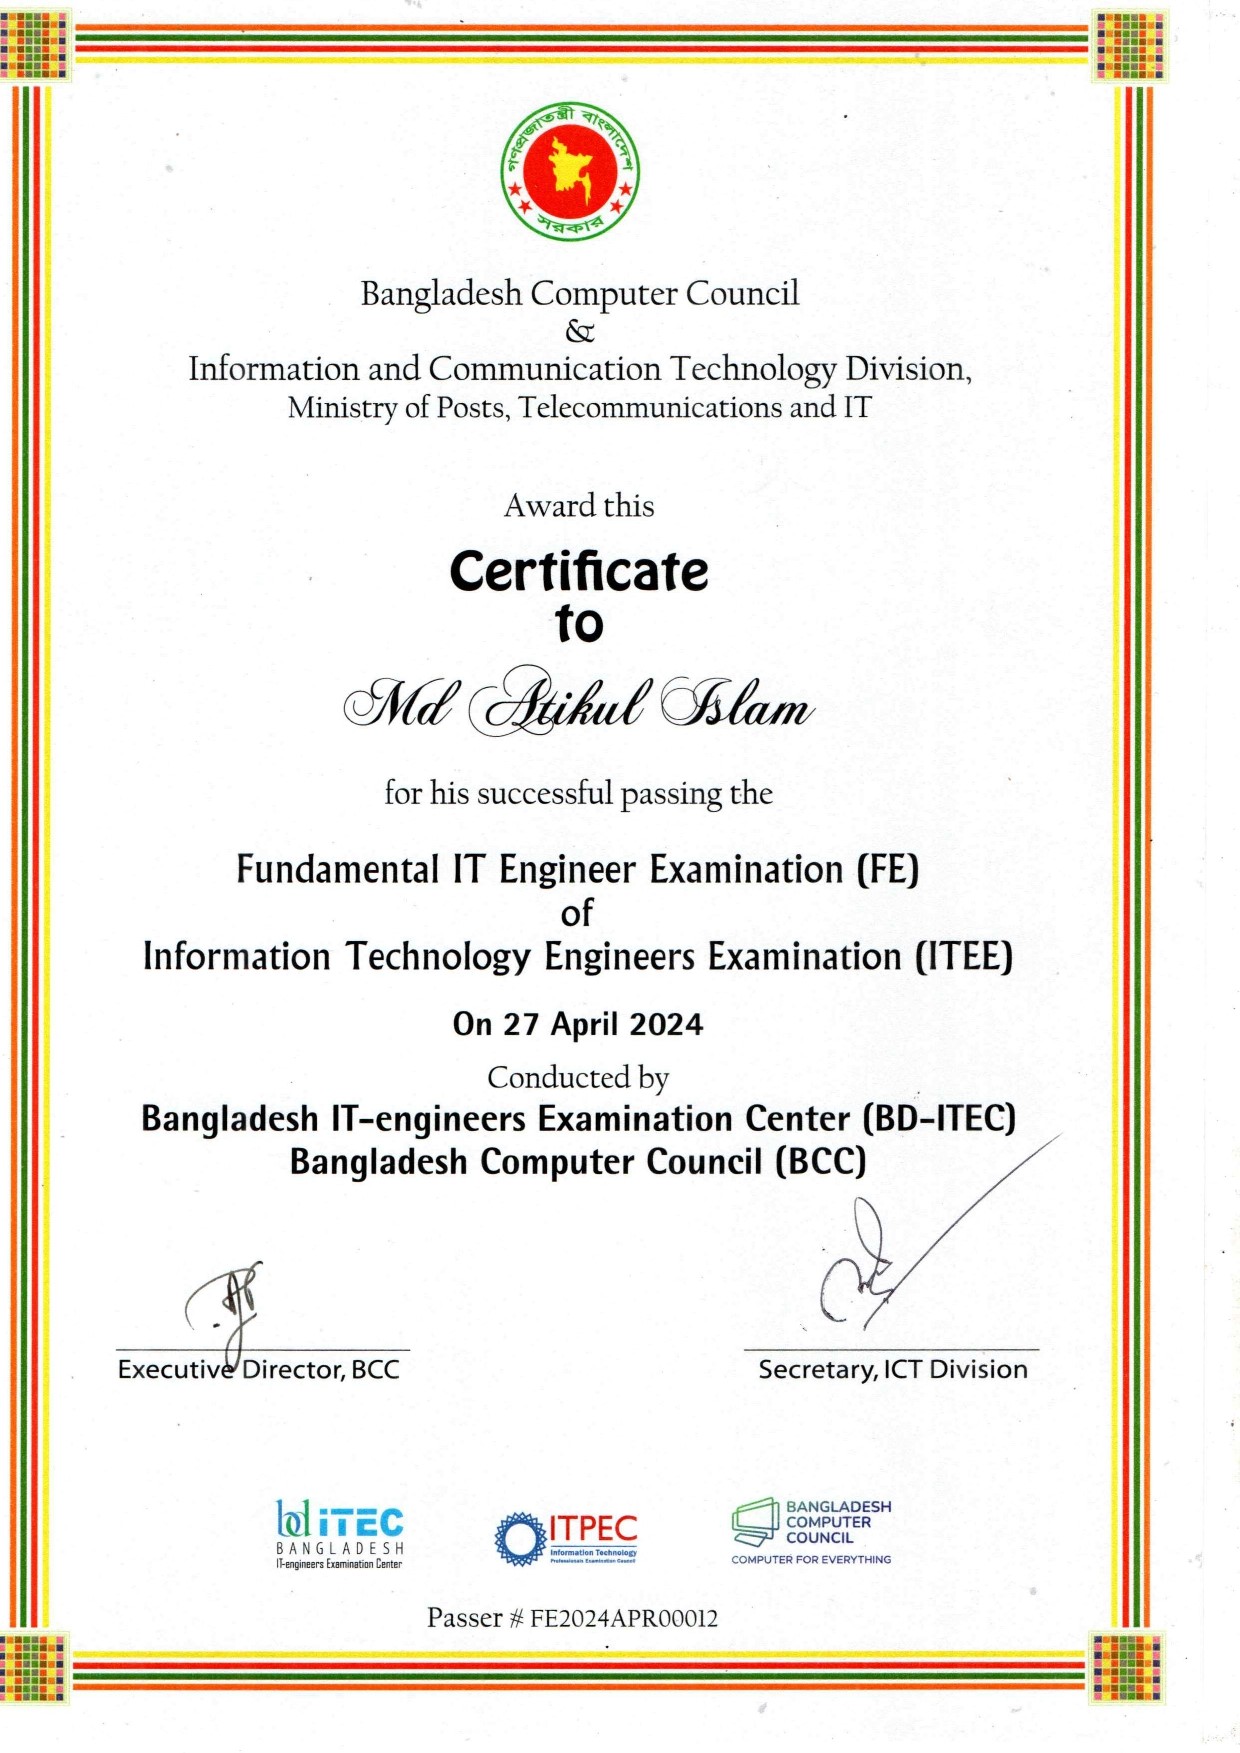 গণপ্রজাতন্ত্রী বাংলাদেশ
সরকার
Bangladesh Computer Council
&
Information and Communication Technology Division,
Ministry of Posts, Telecommunications and IT
Award this
Certificate
to
Md Atikul Islam
for his successful passing the
Fundamental IT Engineer Examination (FE)
of
Information Technology Engineers Examination (ITEE)
On 27 April 2024
Conducted by
Bangladesh IT-engineers Examination Center (BD-ITEC)
Bangladesh Computer Council (BCC)
Executive Director, BCC
Secretary, ICT Division
bd iTEC
BANGLADESH
IT-engineers Examination Center
ITPEC
Information Technology
Professionals Examination Council
BANGLADESH
COMPUTER
COUNCIL
COMPUTER FOR EVERYTHING
Passer # FE2024APR00012